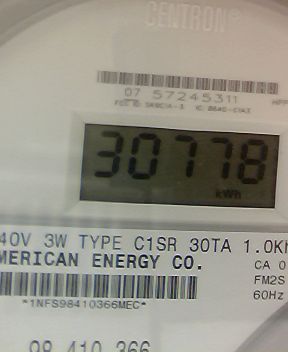 CENTRON®
07 57245311
30778
kWh
40V 3W TYPE C1SR 30TA 1.0Kh
MERICAN ENERGY CO.
CA 0
FM2S
60Hz
*1NFS98410366MEC*
98 410 366